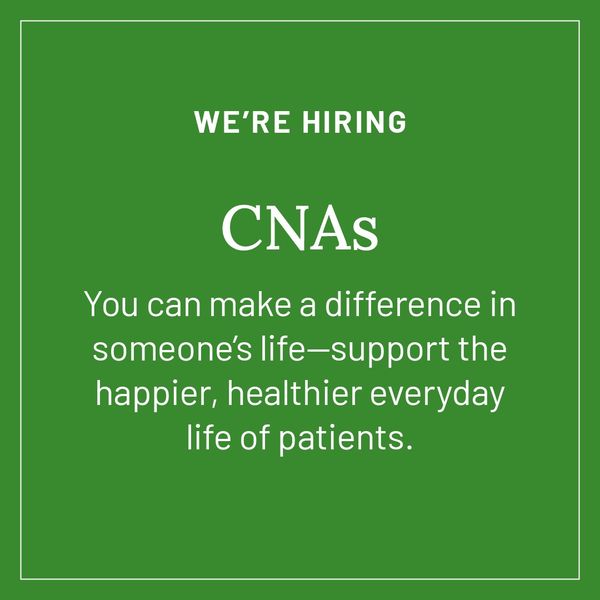 WE’RE HIRING
CNAs
You can make a difference in
someone’s life—support the
happier, healthier everyday
life of patients.